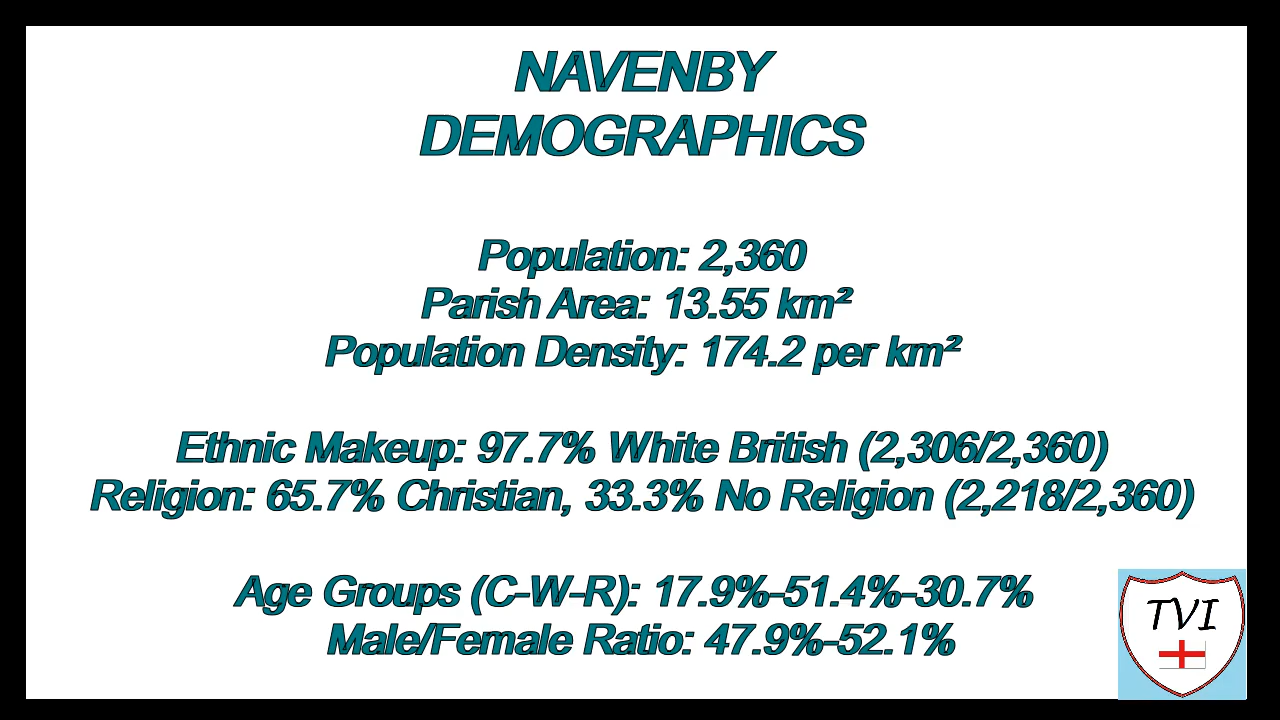 NAVENBY
DEMOGRAPHICS
Population: 2,360
Parish Area: 13.55 km²
Population Density: 174.2 per km²
Ethnic Makeup: 97.7% White British (2,306/2,360)
Religion: 65.7% Christian, 33.3% No Religion (2,218/2,360)
Age Groups (C-W-R): 17.9%-51.4%-30.7%
Male/Female Ratio: 47.9%-52.1%
TVI